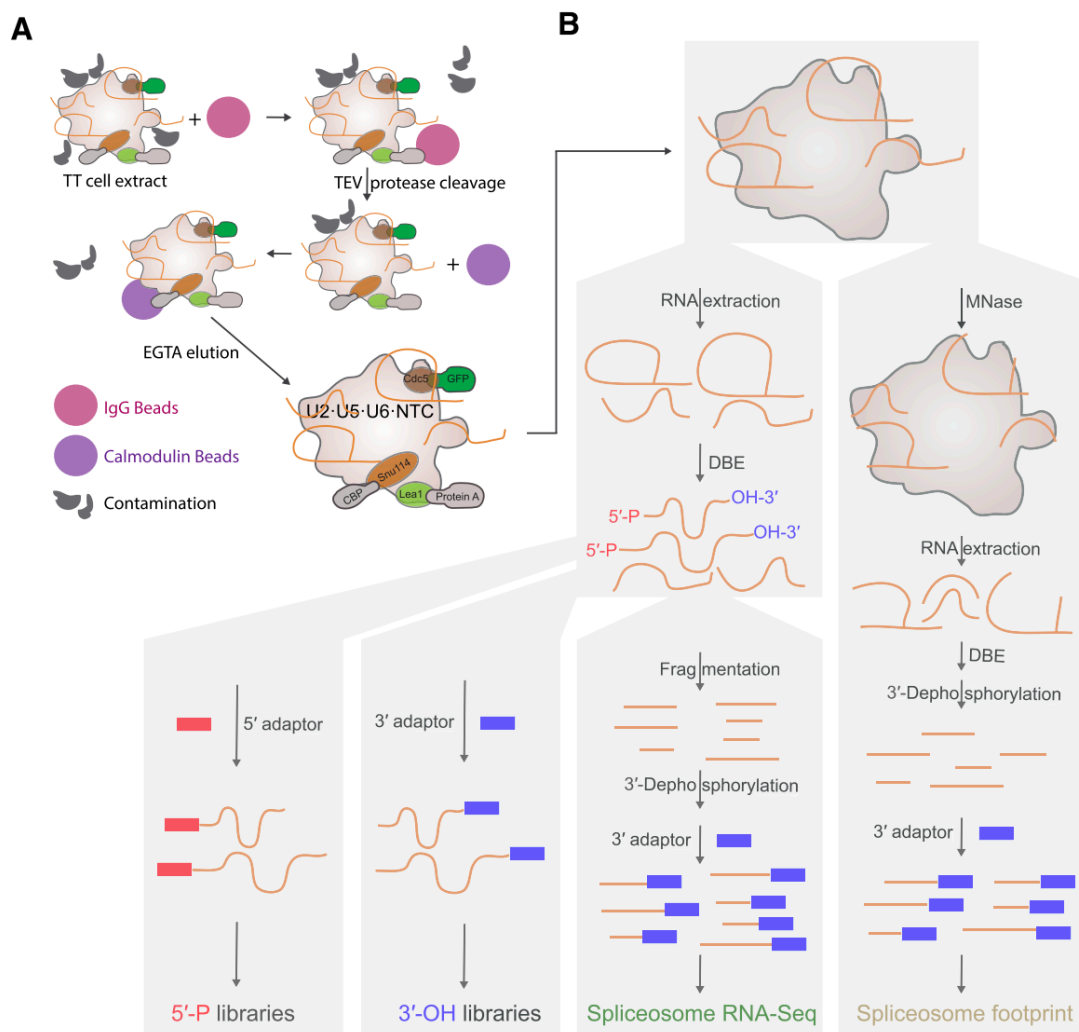 A
+
TT cell extract
TEV protease cleavage
+
EGTA elution
IgG Beads
Calmodulin Beads
Contamination
Cdc5
GFP
U2·U5·U6·NTC
Snu114
CBP
Lea1
Protein A
B
RNA extraction
DBE
5′-P
OH-3′
5′-P
OH-3′
MNase
RNA extraction
DBE
3′-Dephosphorylation
5′ adaptor
3′ adaptor
Fragmentation
3′-Dephosphorylation
3′ adaptor
3′ adaptor
5′-P libraries
3′-OH libraries
Spliceosome RNA-Seq
Spliceosome footprint